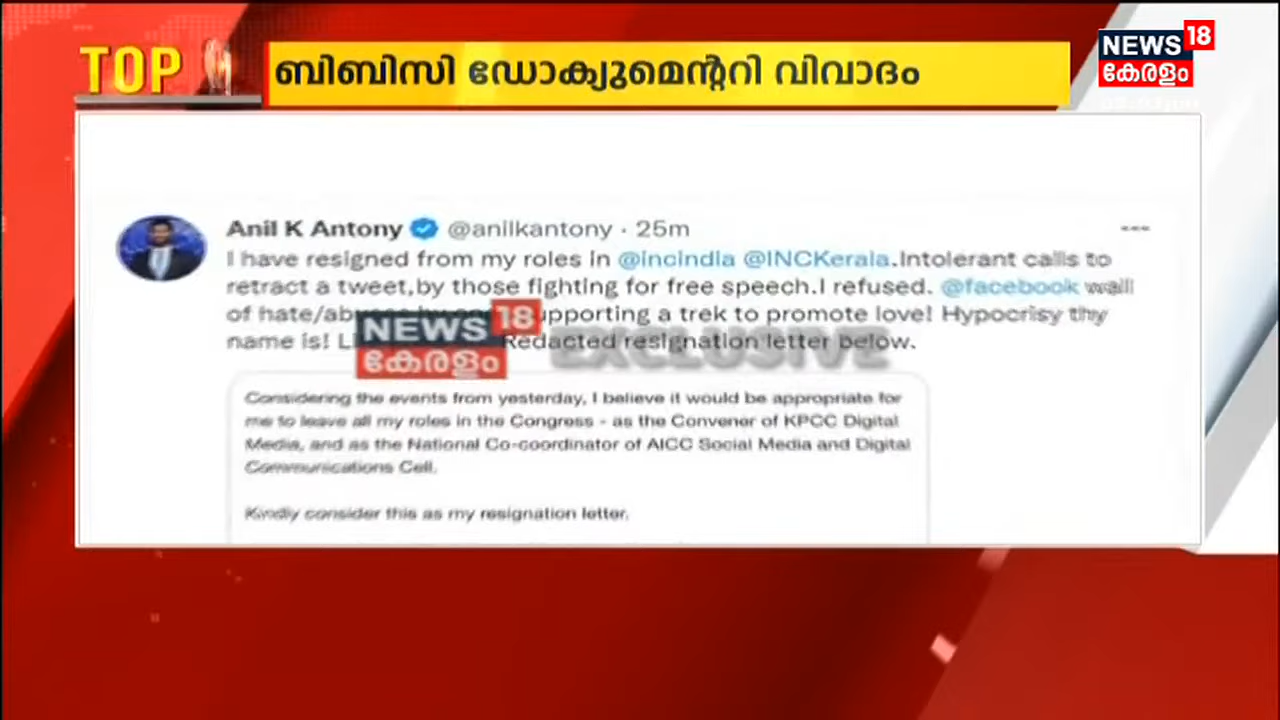 TOP
ബിബിസി ഡോക്യുമെന്ററി വിവാദം
NEWS 18
കേരളം
Anil K Antony @anilkantony · 25m
I have resigned from my roles in @incindia @INCKerala.Intolerant calls to
retract a tweet,by those fighting for free speech.I refused. @facebook wall
of hate/ supporting a trek to promote love! Hypocrisy thy
name is! Redacted resignation letter below.
NEWS 18
കേരളം
EXCLUSIVE
Considering the events from yesterday, I believe it would be appropriate for
me to leave all my roles in the Congress - as the Convener of KPCC Digital
Media, and as the National Co-coordinator of AICC Social Media and Digital
Communications Cell.
Kindly consider this as my resignation letter.